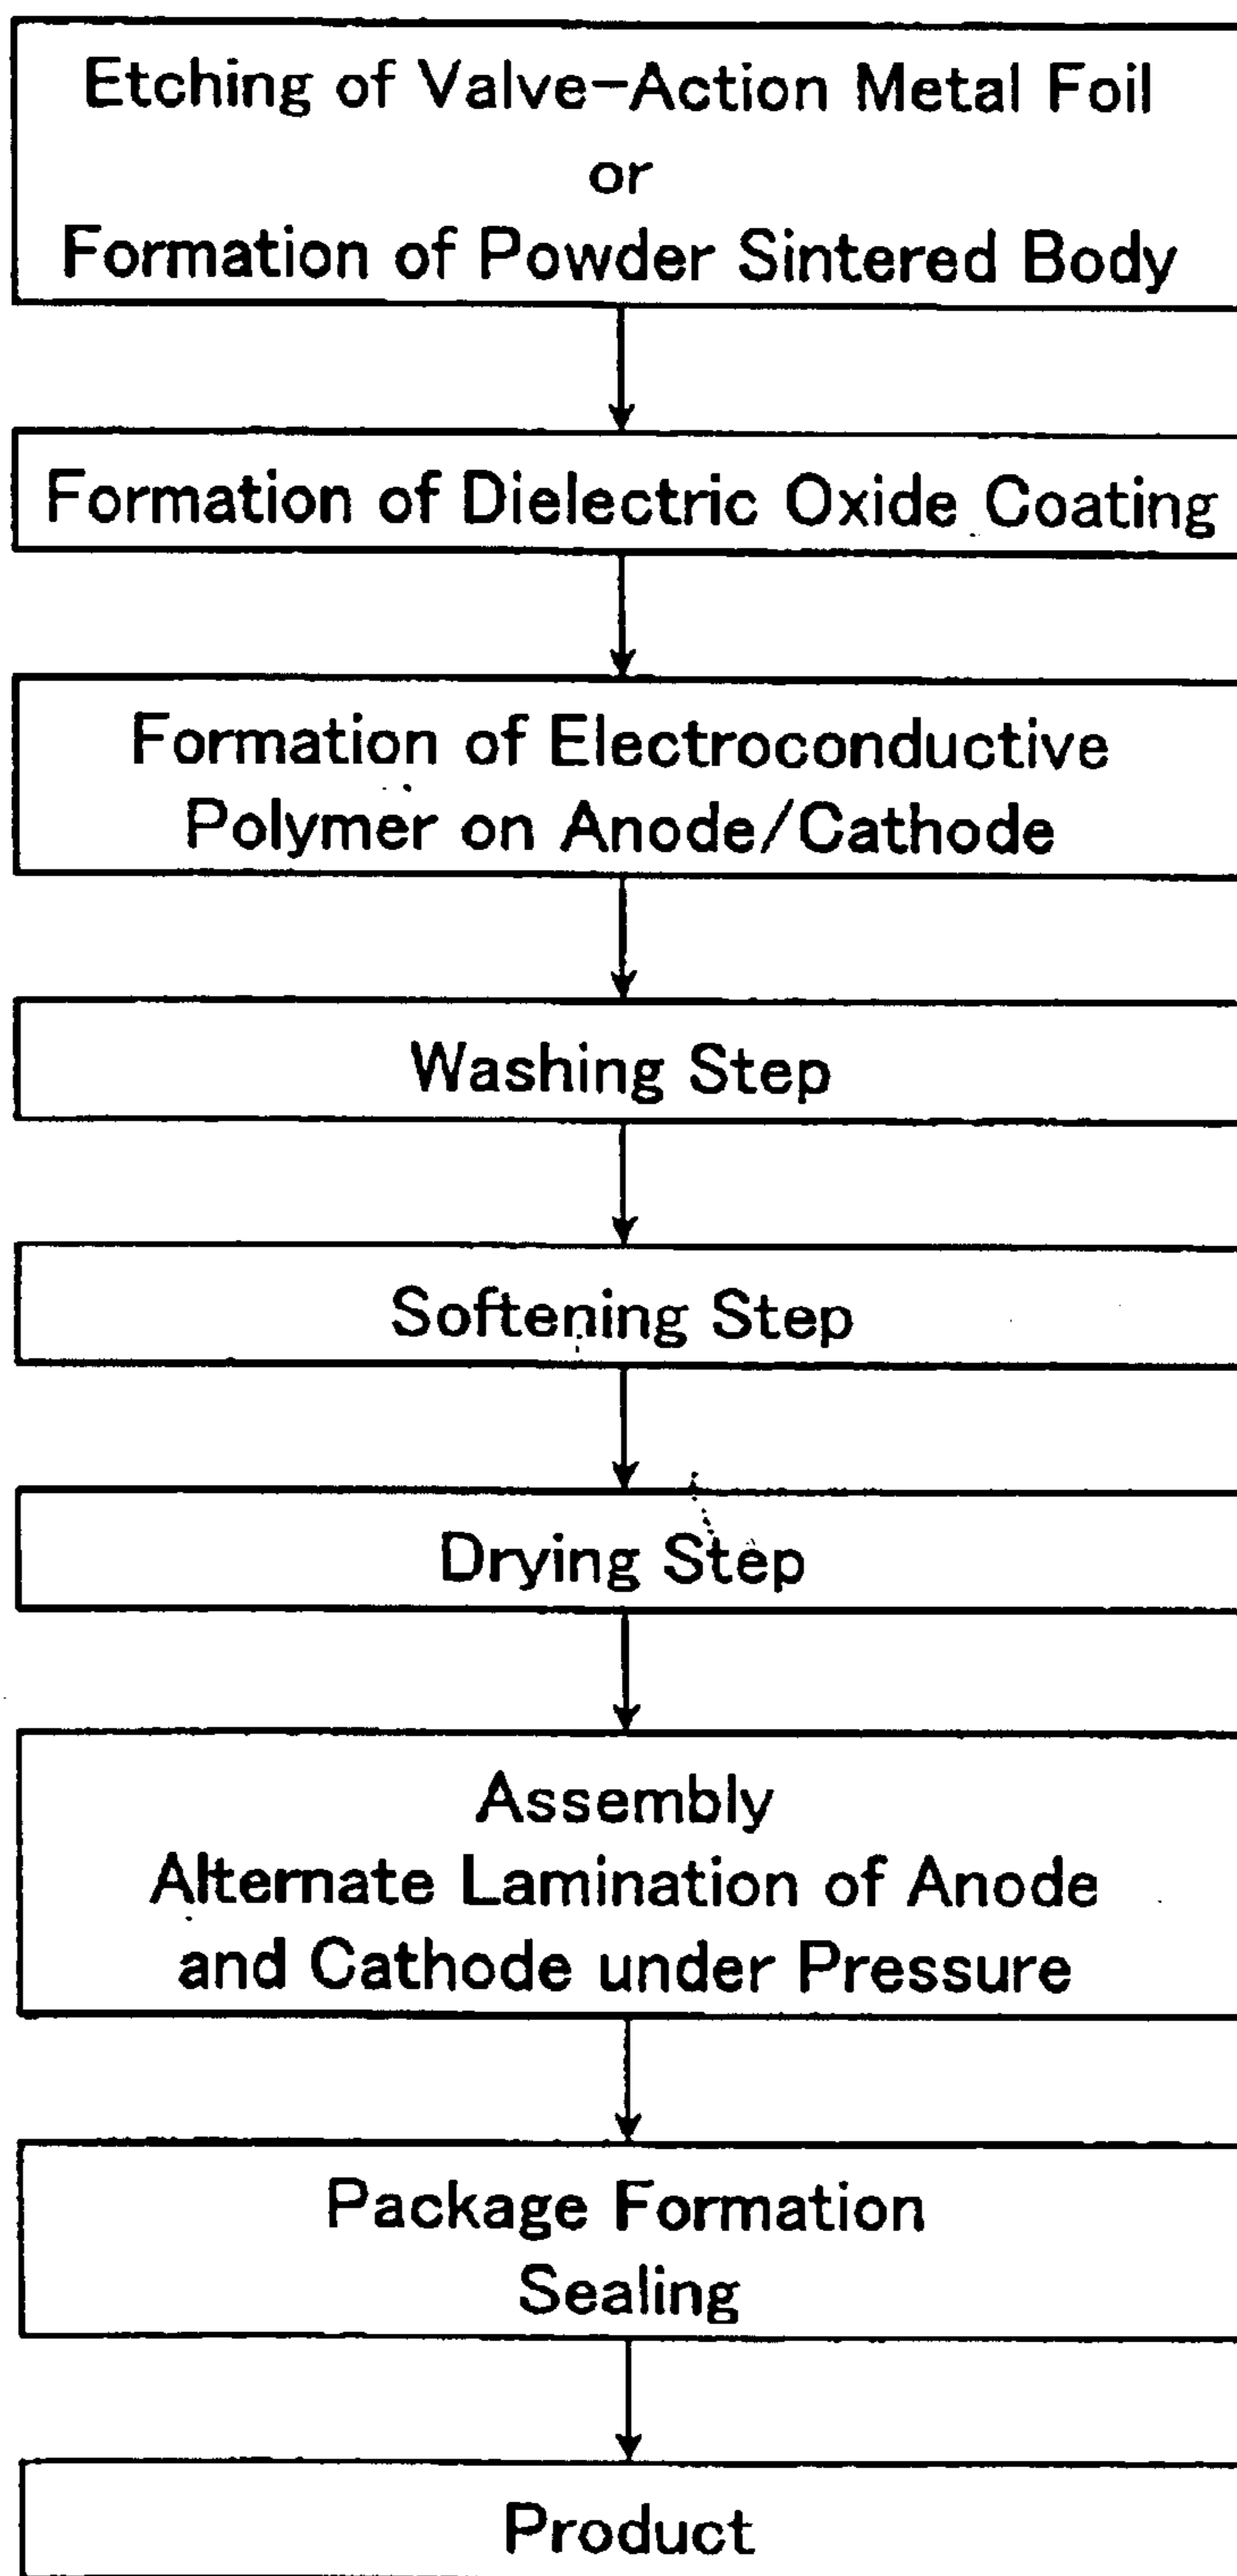 Etching of Valve-Action Metal Foil
or
Formation of Powder Sintered Body
Formation of Dielectric Oxide Coating
Formation of Electroconductive
Polymer on Anode/Cathode
Washing Step
Softening Step
Drying Step
Assembly
Alternate Lamination of Anode
and Cathode under Pressure
Package Formation
Sealing
Product